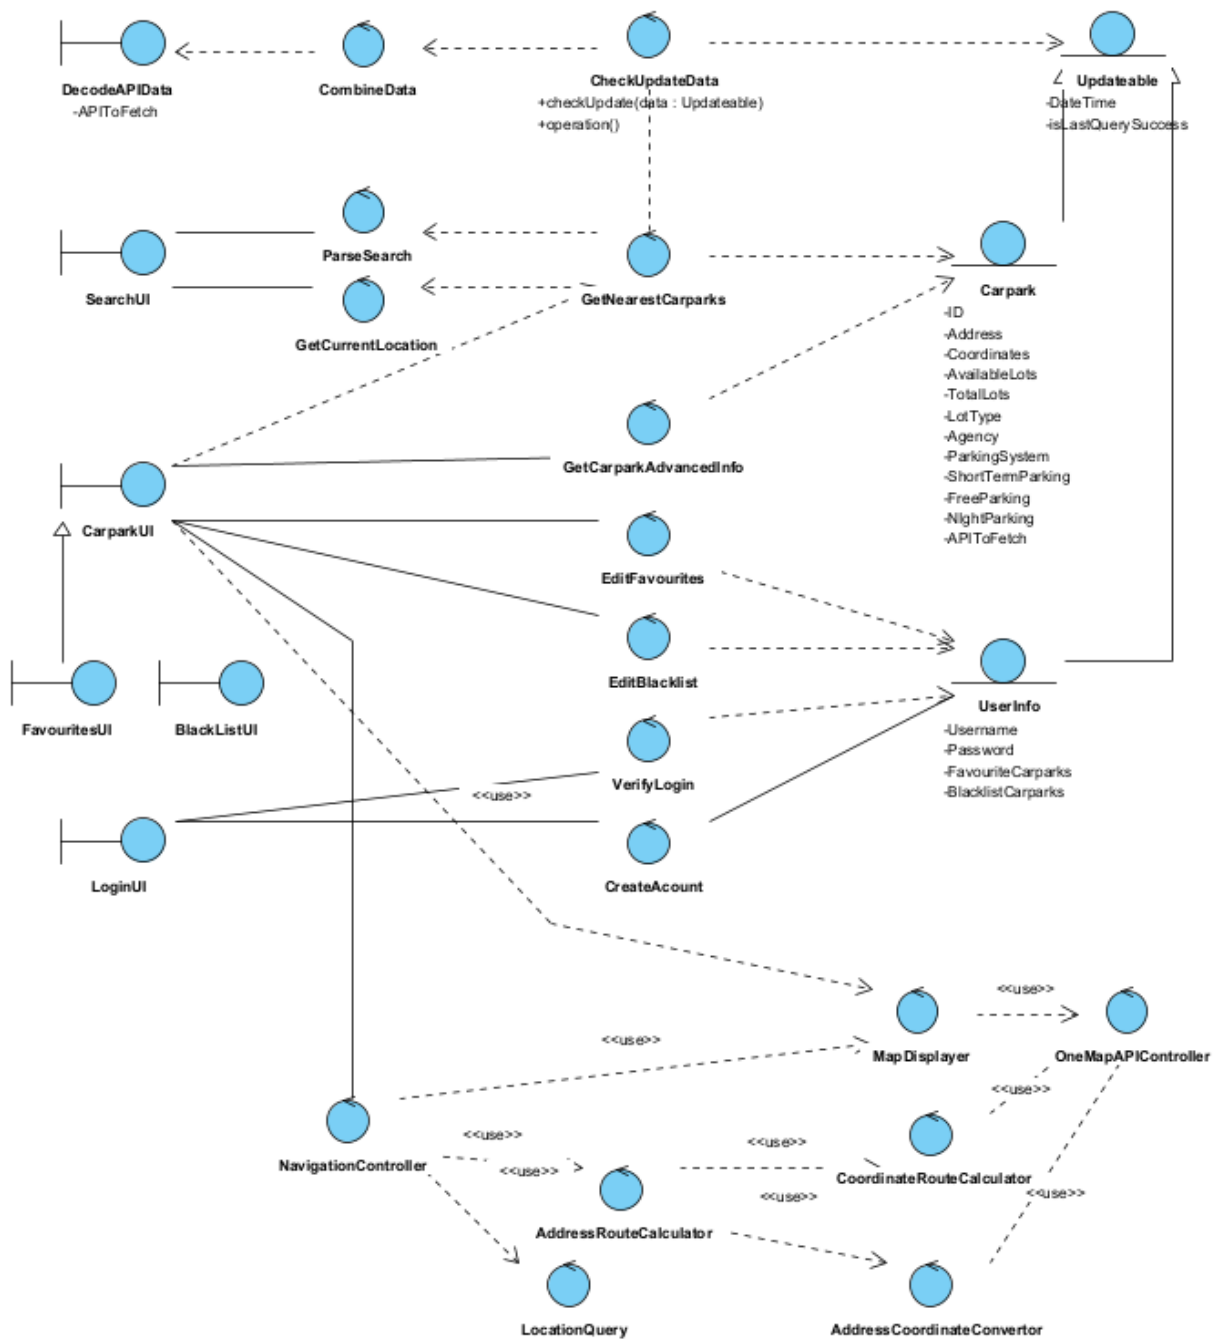 DecodeAPIData
-APIToFetch
CombineData
CheckUpdateData
+checkUpdate(data : Updateable)
+operation()
Updateable
-DateTime
-isLastQuerySuccess
SearchUI
ParseSearch
GetCurrentLocation
GetNearestCarparks
Carpark
-ID
-Address
-Coordinates
-AvailableLots
-TotalLots
-LotType
-Agency
-ParkingSystem
-ShortTermParking
-FreeParking
-NIghtParking
-APIToFetch
GetCarparkAdvancedInfo
CarparkUI
EditFavourites
EditBlacklist
FavouritesUI
BlackListUI
UserInfo
-Username
-Password
-FavouriteCarparks
-BlacklistCarparks
VerifyLogin
<<use>>
LoginUI
CreateAcount
<<use>>
<<use>>
MapDisplayer
OneMapAPIController
<<use>>
<<use>>
<<use>>
<<use>>
NavigationController
CoordinateRouteCalculator
<<use>>
<<use>>
AddressRouteCalculator
LocationQuery
AddressCoordinateConvertor